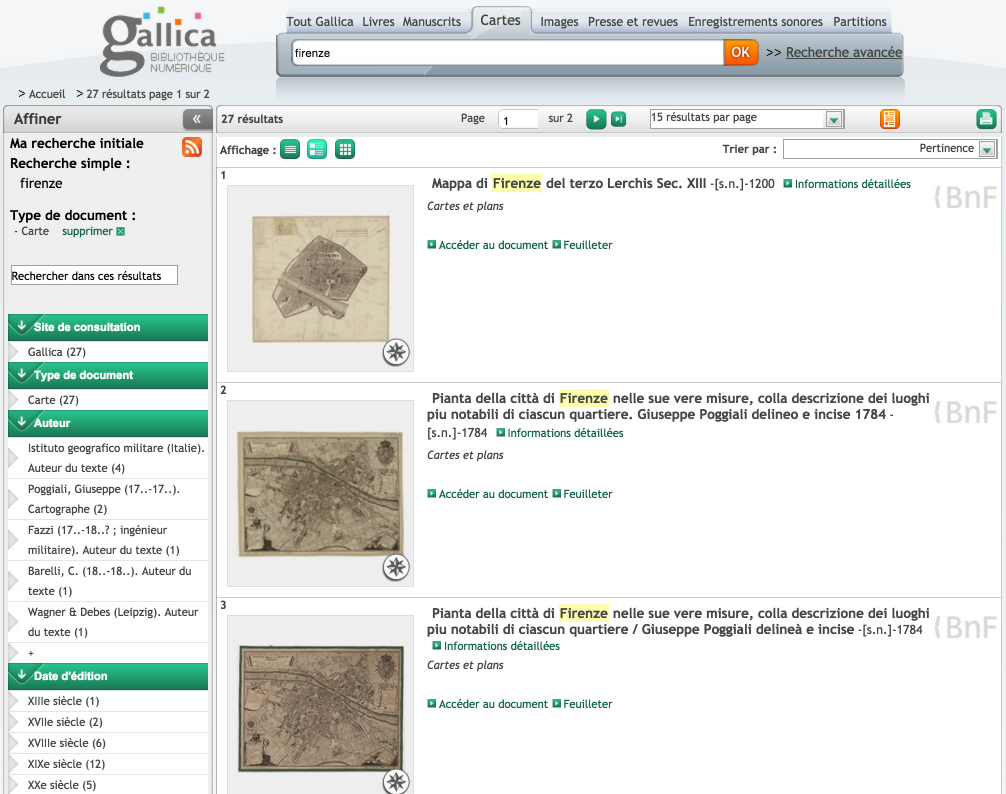 gallica
BIBLIOTHÈQUE
NUMÉRIQUE
Tout Gallica Livres Manuscrits Cartes Images Presse et revues Enregistrements sonores Partitions
firenze OK >> Recherche avancée
> Accueil > 27 résultats page 1 sur 2
Affiner «
Ma recherche initiale
Recherche simple :
firenze
Type de document :
- Carte supprimer
Rechercher dans ces résultats
Site de consultation
Gallica (27)
Type de document
Carte (27)
Auteur
Istituto geografico militare (Italie).
Auteur du texte (4)
Poggiali, Giuseppe (17..-17..).
Cartographe (2)
Fazzi (17..-18..? ; ingénieur
militaire). Auteur du texte (1)
Barelli, C. (18..-18..). Auteur du
texte (1)
Wagner & Debes (Leipzig). Auteur
du texte (1)
+
Date d'édition
XIIIe siècle (1)
XVIIe siècle (2)
XVIIIe siècle (6)
XIXe siècle (12)
XXe siècle (5)
27 résultats Page 1 sur 2 15 résultats par page
Affichage : Trier par : Pertinence
1
Mappa di Firenze del terzo Lerchis Sec. XIII -[s.n.]-1200 Informations détaillées
Cartes et plans
Accéder au document Feuilleter
BnF
2
Pianta della città di Firenze nelle sue vere misure, colla descrizione dei luoghi
piu notabili di ciascun quartiere. Giuseppe Poggiali delineo e incise 1784 -
[s.n.]-1784 Informations détaillées
Cartes et plans
Accéder au document Feuilleter
BnF
3
Pianta della città di Firenze nelle sue vere misure, colla descrizione dei luoghi
piu notabili di ciascun quartiere / Giuseppe Poggiali delineà e incise -[s.n.]-1784
Informations détaillées
Cartes et plans
Accéder au document Feuilleter
BnF